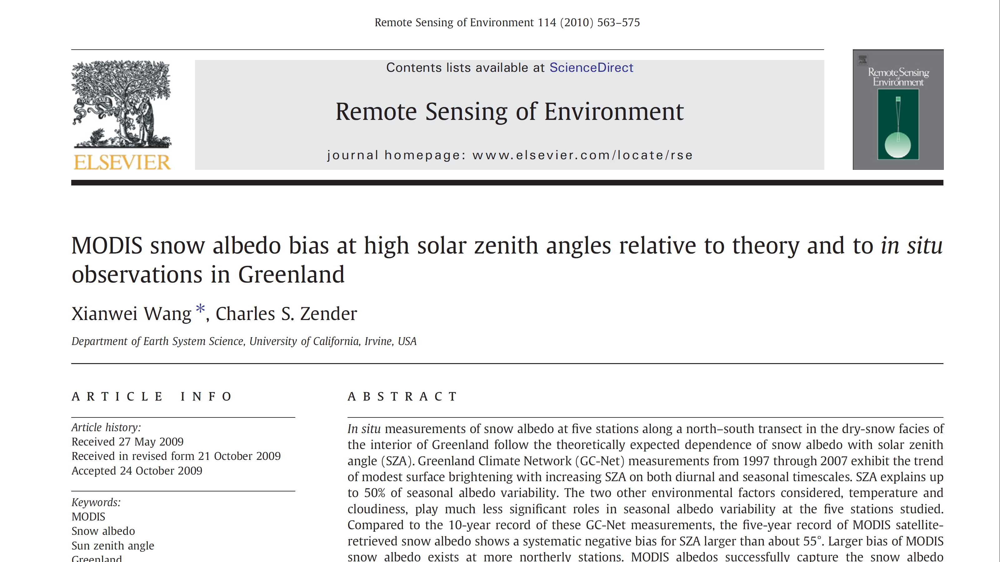 Remote Sensing of Environment 114 (2010) 563–575
NON SOLUS
ELSEVIER
Contents lists available at ScienceDirect
Remote Sensing of Environment
journal homepage: www.elsevier.com/locate/rse
Remote Sensing
of
Environment
MODIS snow albedo bias at high solar zenith angles relative to theory and to in situ
observations in Greenland
Xianwei Wang *, Charles S. Zender
Department of Earth System Science, University of California, Irvine, USA
ARTICLE INFO
Article history:
Received 27 May 2009
Received in revised form 21 October 2009
Accepted 24 October 2009
Keywords:
MODIS
Snow albedo
Sun zenith angle
Greenland
ABSTRACT
In situ measurements of snow albedo at five stations along a north–south transect in the dry-snow facies of
the interior of Greenland follow the theoretically expected dependence of snow albedo with solar zenith
angle (SZA). Greenland Climate Network (GC-Net) measurements from 1997 through 2007 exhibit the trend
of modest surface brightening with increasing SZA on both diurnal and seasonal timescales. SZA explains up
to 50% of seasonal albedo variability. The two other environmental factors considered, temperature and
cloudiness, play much less significant roles in seasonal albedo variability at the five stations studied.
Compared to the 10-year record of these GC-Net measurements, the five-year record of MODIS satellite-
retrieved snow albedo shows a systematic negative bias for SZA larger than about 55°. Larger bias of MODIS
snow albedo exists at more northerly stations. MODIS albedos successfully capture the snow albedo